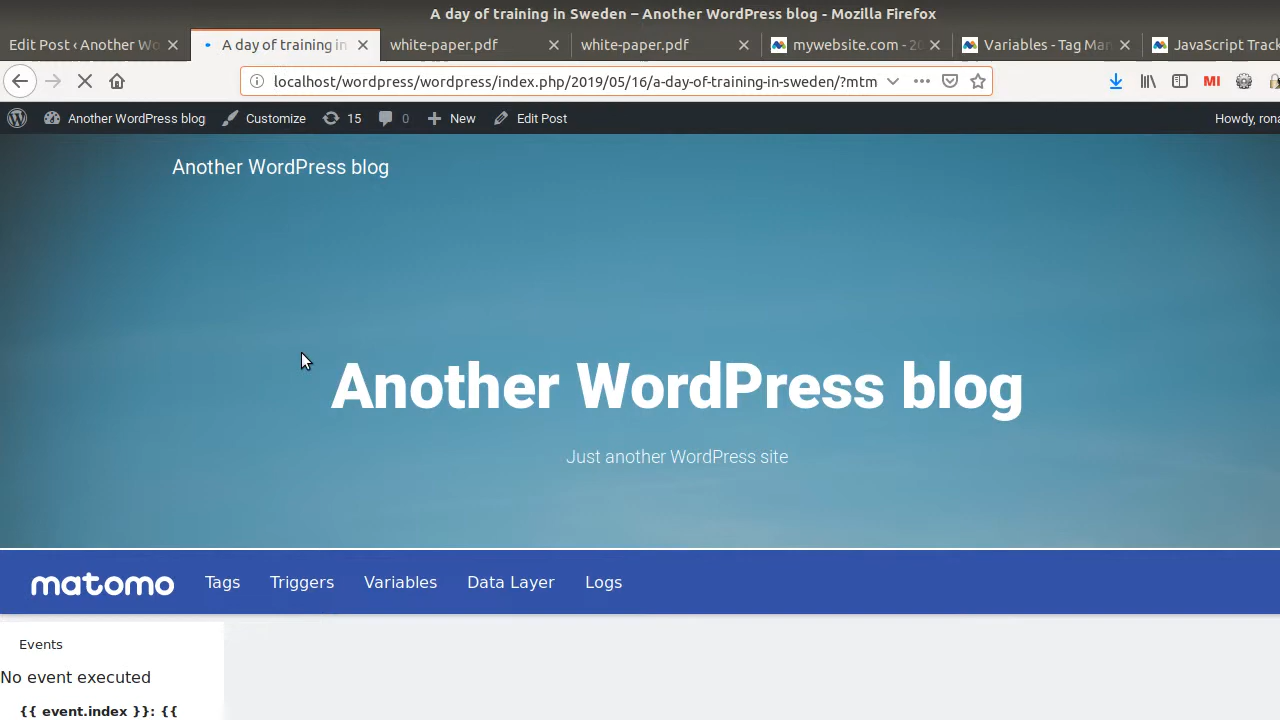 A day of training in Sweden – Another WordPress blog - Mozilla Firefox
Edit Post ‹ Another Wo
A day of training in
white-paper.pdf
white-paper.pdf
mywebsite.com - 20
Variables - Tag Man
JavaScript Track
localhost/wordpress/wordpress/index.php/2019/05/16/a-day-of-training-in-sweden/?mtm
MI
Another WordPress blog
Customize
15
0
New
Edit Post
Howdy, rona
Another WordPress blog
Another WordPress blog
Just another WordPress site
matomo
Tags
Triggers
Variables
Data Layer
Logs
Events
No event executed
{{ event.index }}: {{